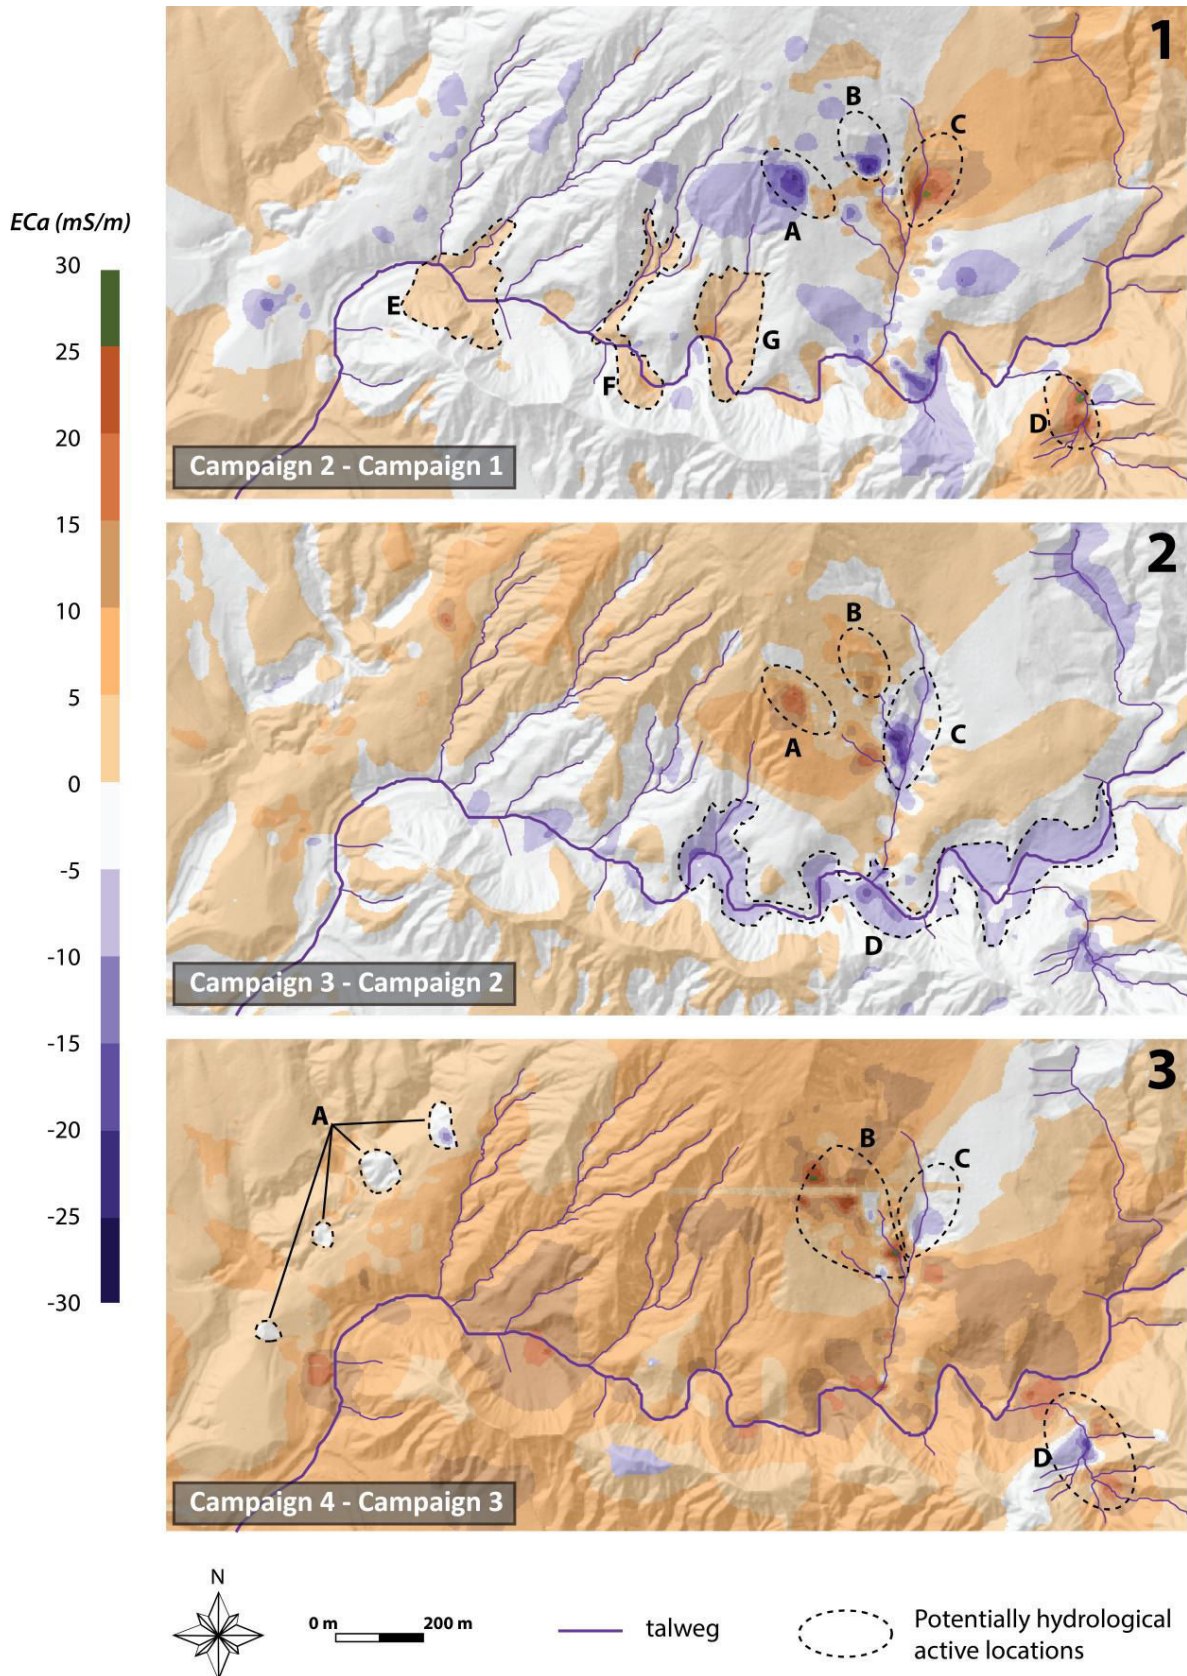 1
B
C
A
E
G
F
D
Campaign 2 - Campaign 1
ECa (mS/m)
30
25
20
15
10
5
0
-5
-10
-15
-20
-25
-30
2
B
A
C
D
Campaign 3 - Campaign 2
3
A
B
C
D
Campaign 4 - Campaign 3
N
0 m 200 m
talweg
Potentially hydrological
active locations